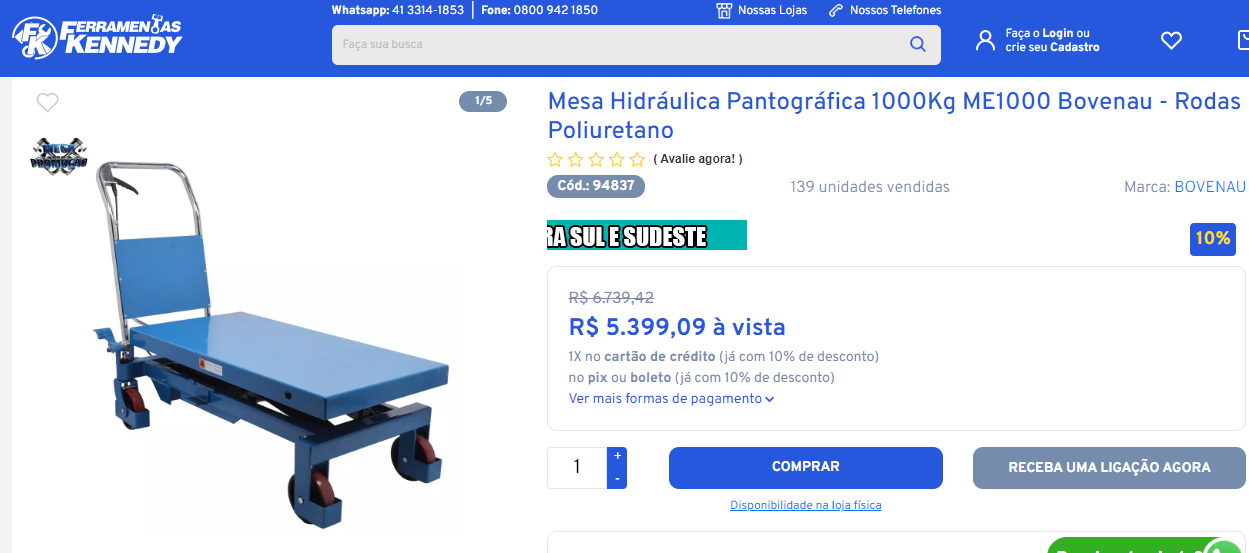 FERRAMENTAS
KENNEDY
FK
Whatsapp: 41 3314-1853 | Fone: 0800 942 1850
Nossas Lojas
Nossos Telefones
Faça sua busca
Faça o Login ou
crie seu Cadastro
1/5
MEGA
PROMOÇÃO
Mesa Hidráulica Pantográfica 1000Kg ME1000 Bovenau - Rodas
Poliuretano
( Avalie agora! )
Cód.: 94837
139 unidades vendidas
Marca: BOVENAU
RA SUL E SUDESTE
10%
R$ 6.739,42
R$ 5.399,09 à vista
1X no cartão de crédito (já com 10% de desconto)
no pix ou boleto (já com 10% de desconto)
Ver mais formas de pagamento
1
+
-
COMPRAR
RECEBA UMA LIGAÇÃO AGORA
Disponibilidade na loja física